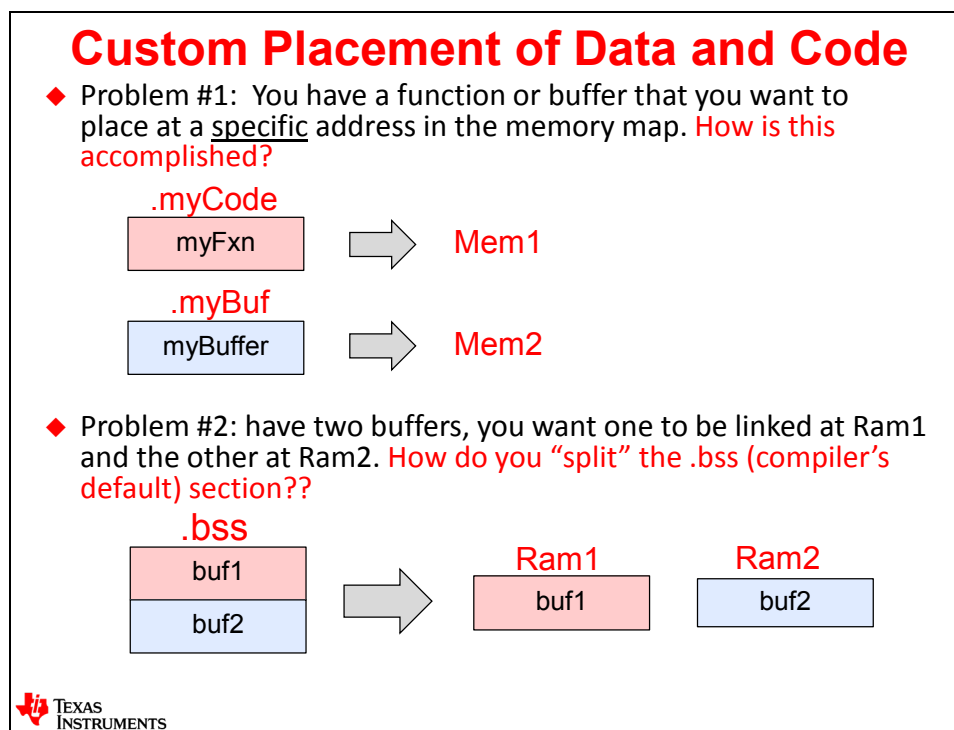 Custom Placement of Data and Code
◆ Problem #1: You have a function or buffer that you want to
place at a specific address in the memory map. How is this
accomplished?
.myCode
myFxn
Mem1
.myBuf
myBuffer
Mem2
◆ Problem #2: have two buffers, you want one to be linked at Ram1
and the other at Ram2. How do you “split” the .bss (compiler’s
default) section??
.bss
buf1
buf2
Ram1
buf1
Ram2
buf2
TEXAS
INSTRUMENTS